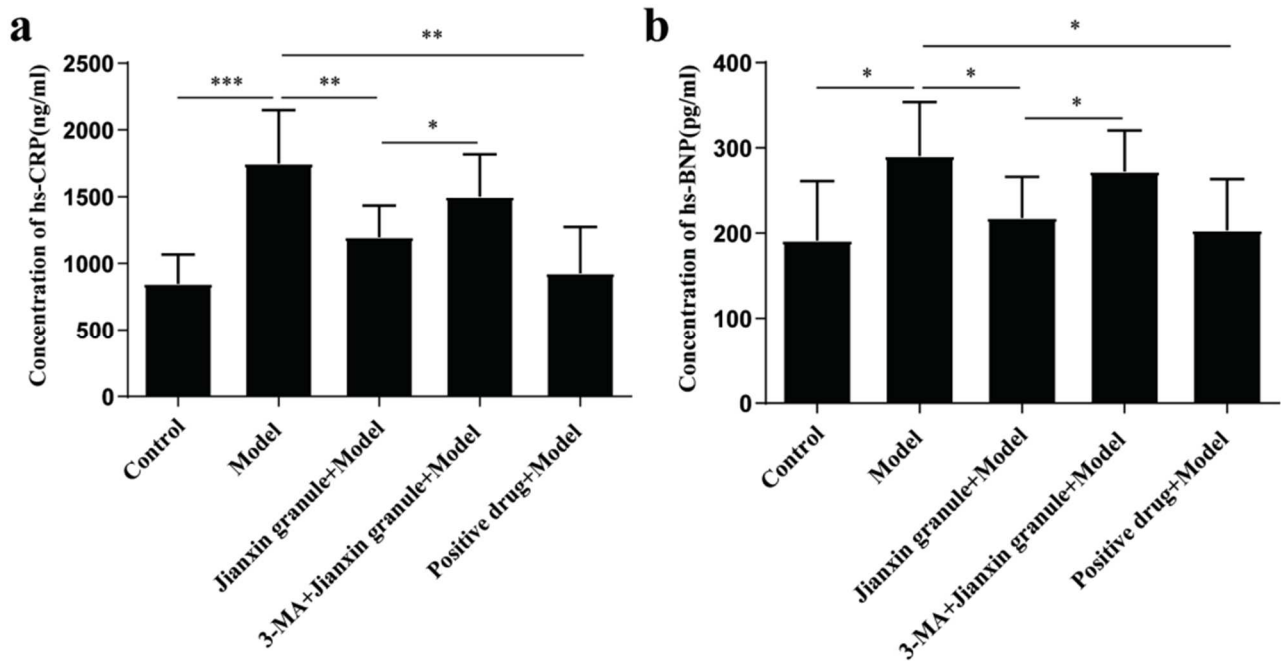 a
Concentration of hs-CRP(ng/ml)
2500
2000
1500
1000
500
0
**
***
**
*
Control
Model
Jianxin granule+Model
3-MA+Jianxin granule+Model
Positive drug+Model
b
Concentration of hs-BNP(pg/ml)
400
300
200
100
0
*
*
*
*
Control
Model
Jianxin granule+Model
3-MA+Jianxin granule+Model
Positive drug+Model